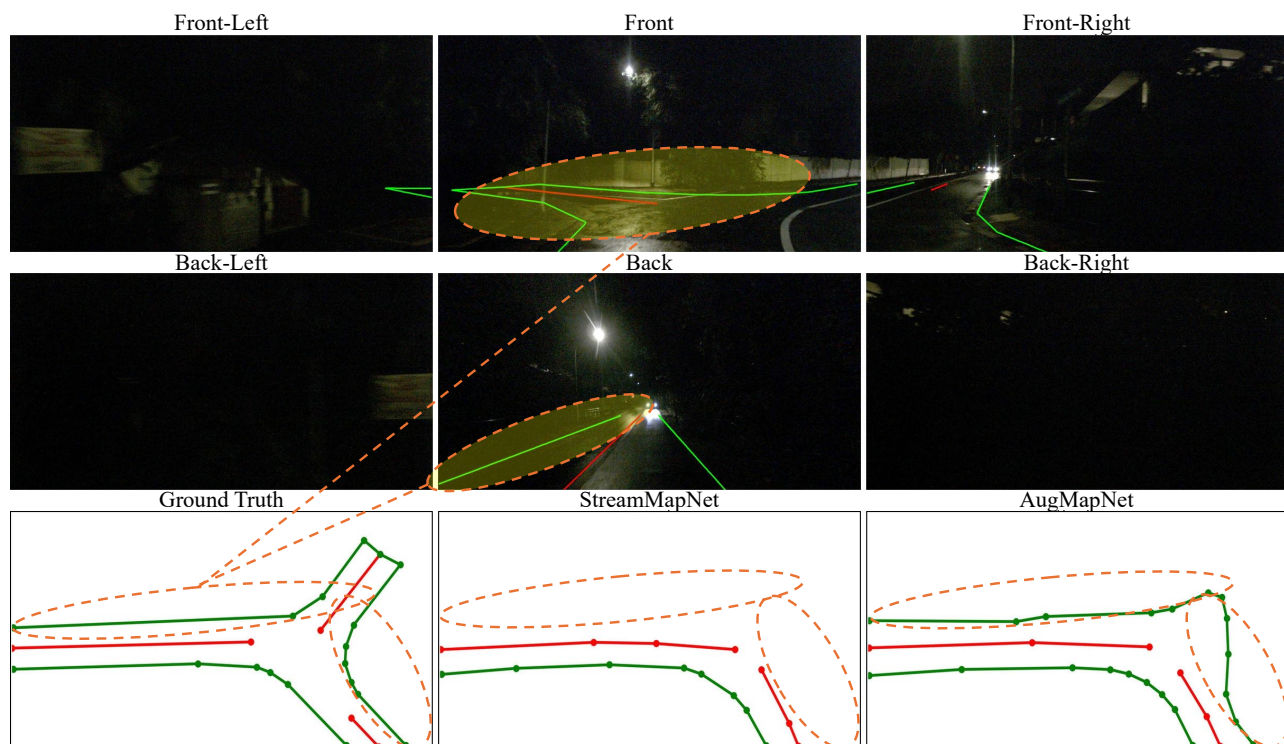 Front-Left
Front
Front-Right
Back-Left
Back
Back-Right
Ground Truth
StreamMapNet
AugMapNet